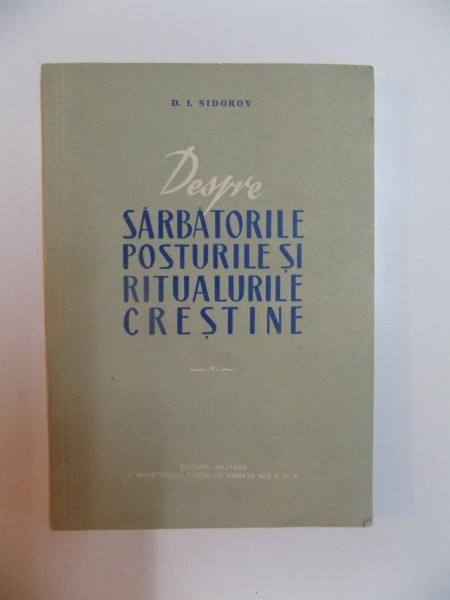 D. I. SIDOROV
Despre
SĂRBĂTORILE
POSTURILE ȘI
RITUALURILE
CREȘTINE
EDITURA MILITARĂ
A MINISTERULUI FORȚELOR ARMATE ALE R. P. R.